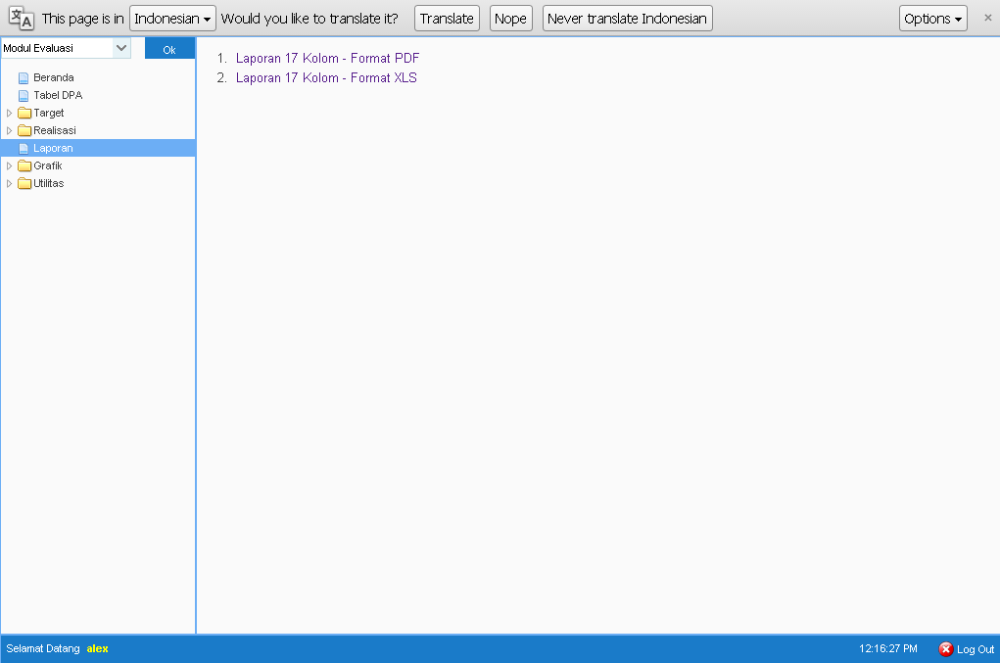 This page is in Indonesian Would you like to translate it? Translate Nope Never translate Indonesian Options
Modul Evaluasi Ok
Beranda
Tabel DPA
Target
Realisasi
Laporan
Grafik
Utilitas
1. Laporan 17 Kolom - Format PDF
2. Laporan 17 Kolom - Format XLS
Selamat Datang alex 12:16:27 PM Log Out